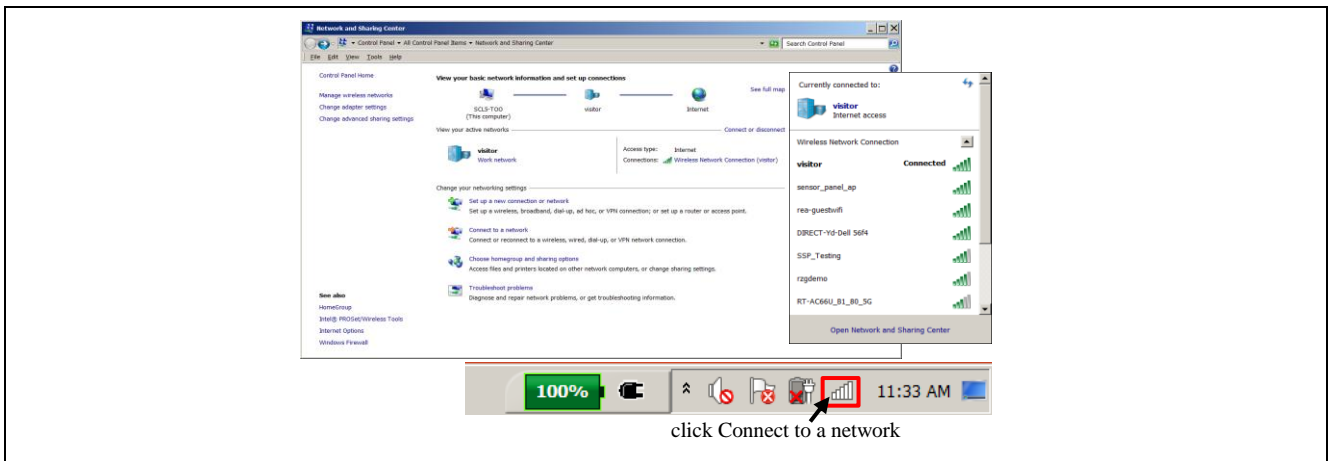 Network and Sharing Center
Control Panel ▾ All Control Panel Items ▾ Network and Sharing Center
Search Control Panel
File Edit View Tools Help
Control Panel Home
Manage wireless networks
Change adapter settings
Change advanced sharing settings
View your basic network information and set up connections
See full map
SCLS-TOO
(This computer)
visitor
Internet
View your active networks
Connect or disconnect
visitor
Work network
Access type: Internet
Connections: Wireless Network Connection (visitor)
Change your networking settings
Set up a new connection or network
Set up a wireless, broadband, dial-up, ad hoc, or VPN connection; or set up a router or access point.
Connect to a network
Connect or reconnect to a wireless, wired, dial-up, or VPN network connection.
Choose homegroup and sharing options
Access files and printers located on other network computers, or change sharing settings.
Troubleshoot problems
Diagnose and repair network problems, or get troubleshooting information.
See also
HomeGroup
Intel® PROSet/Wireless Tools
Internet Options
Windows Firewall
Currently connected to:
visitor
Internet access
Wireless Network Connection
visitor Connected
sensor_panel_ap
rea-guestwifi
DIRECT-Yd-Dell 56f4
SSP_Testing
rzgdemo
RT-AC66U_B1_80_5G
Open Network and Sharing Center
100%
11:33 AM
click Connect to a network